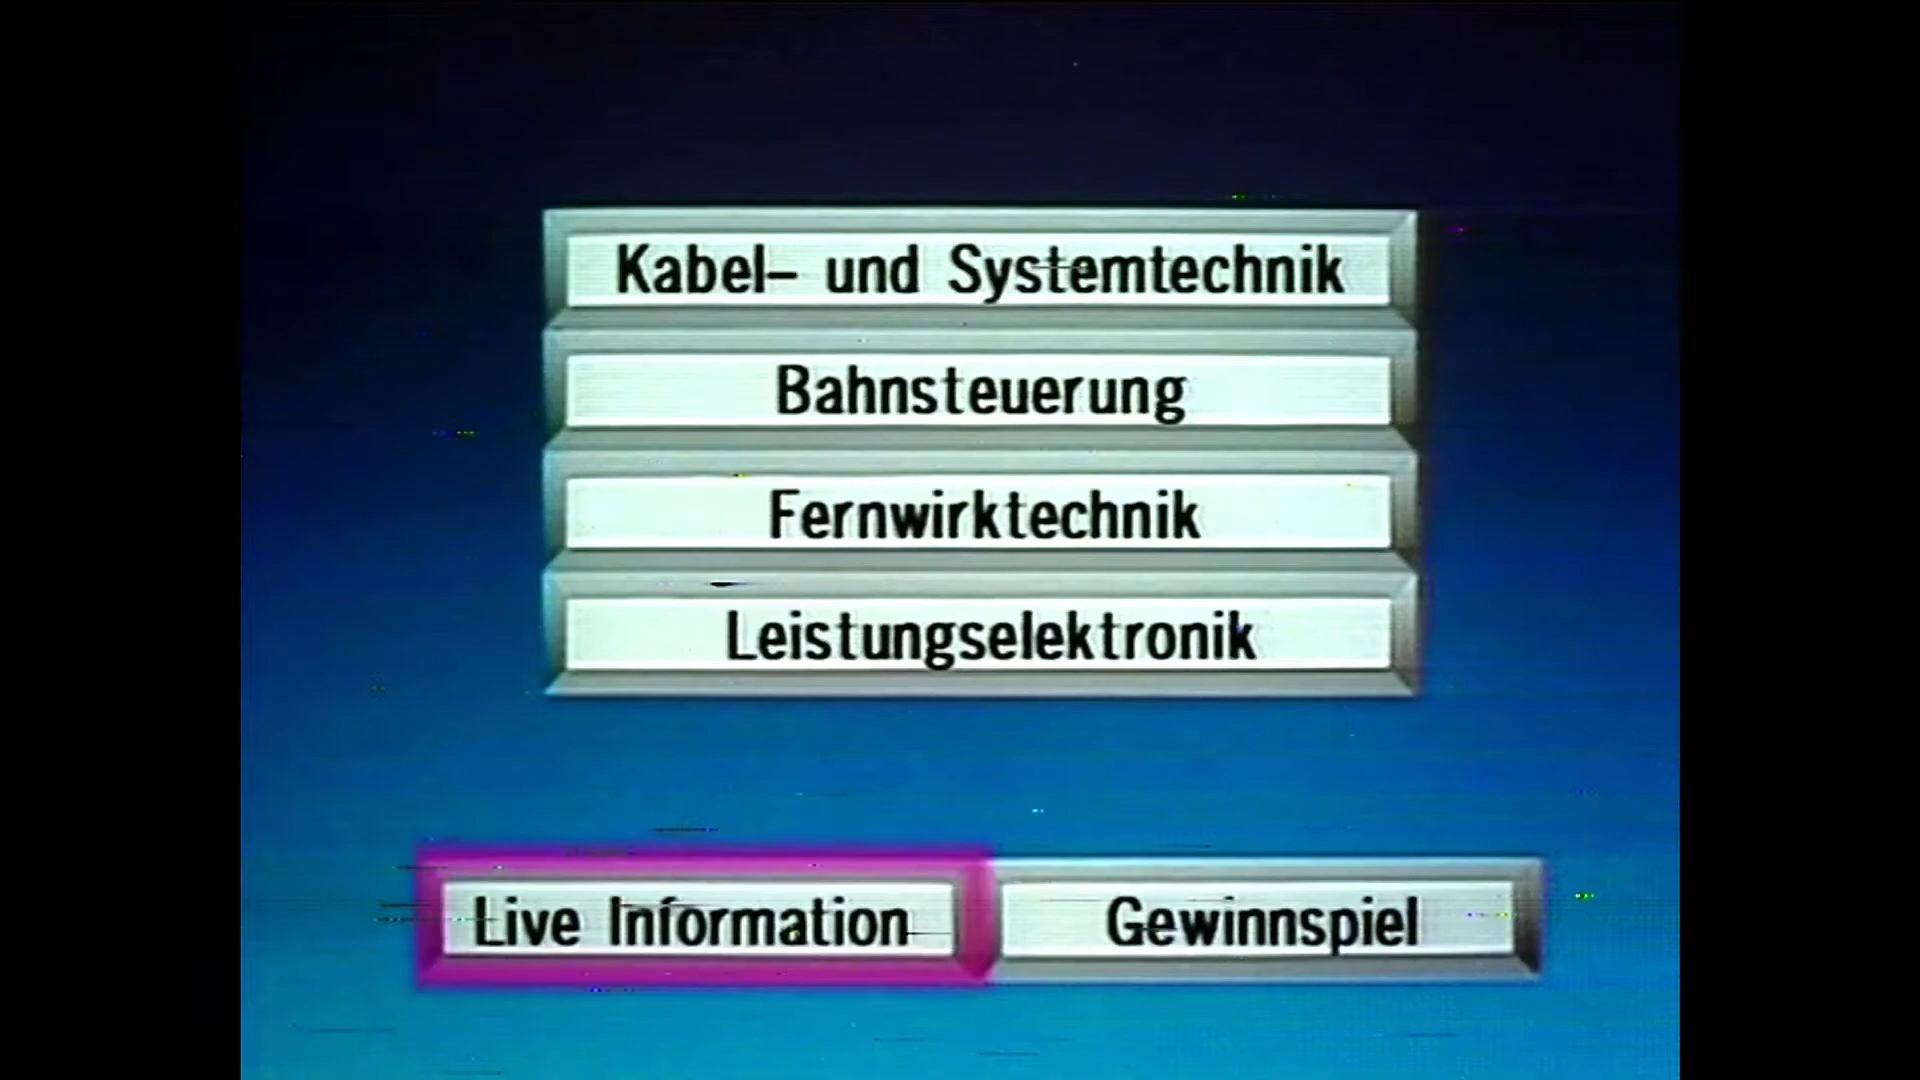 Kabel- und Systemtechnik
Bahnsteuerung
Fernwirktechnik
Leistungselektronik
Live Information
Gewinnspiel